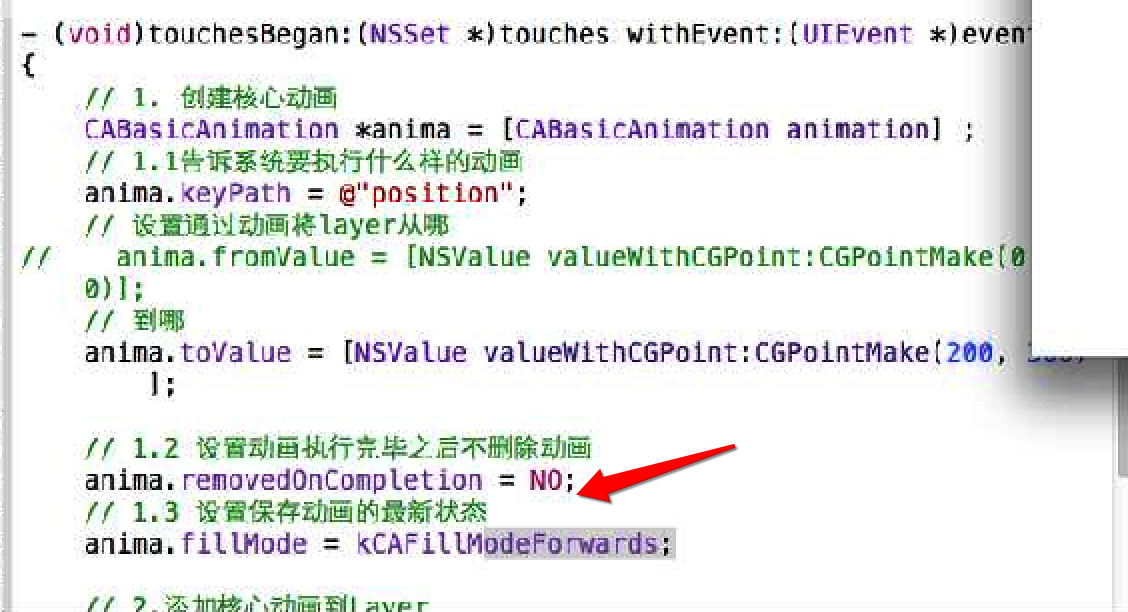 - (void)touchesBegan:(NSSet *)touches withEvent:(UIEvent *)event
{
// 1. 创建核心动画
CABasicAnimation *anima = [CABasicAnimation animation] ;
// 1.1告诉系统要执行什么样的动画
anima.keyPath = @"position";
// 设置通过动画将layer从哪
// anima.fromValue = [NSValue valueWithCGPoint:CGPointMake(0
0)];
// 到哪
anima.toValue = [NSValue valueWithCGPoint:CGPointMake(200,
];
// 1.2 设置动画执行完毕之后不删除动画
anima.removedOnCompletion = NO;
// 1.3 设置保存动画的最新状态
anima.fillMode = kCAFillModeForwards;
// 2.添加核心动画到Layer